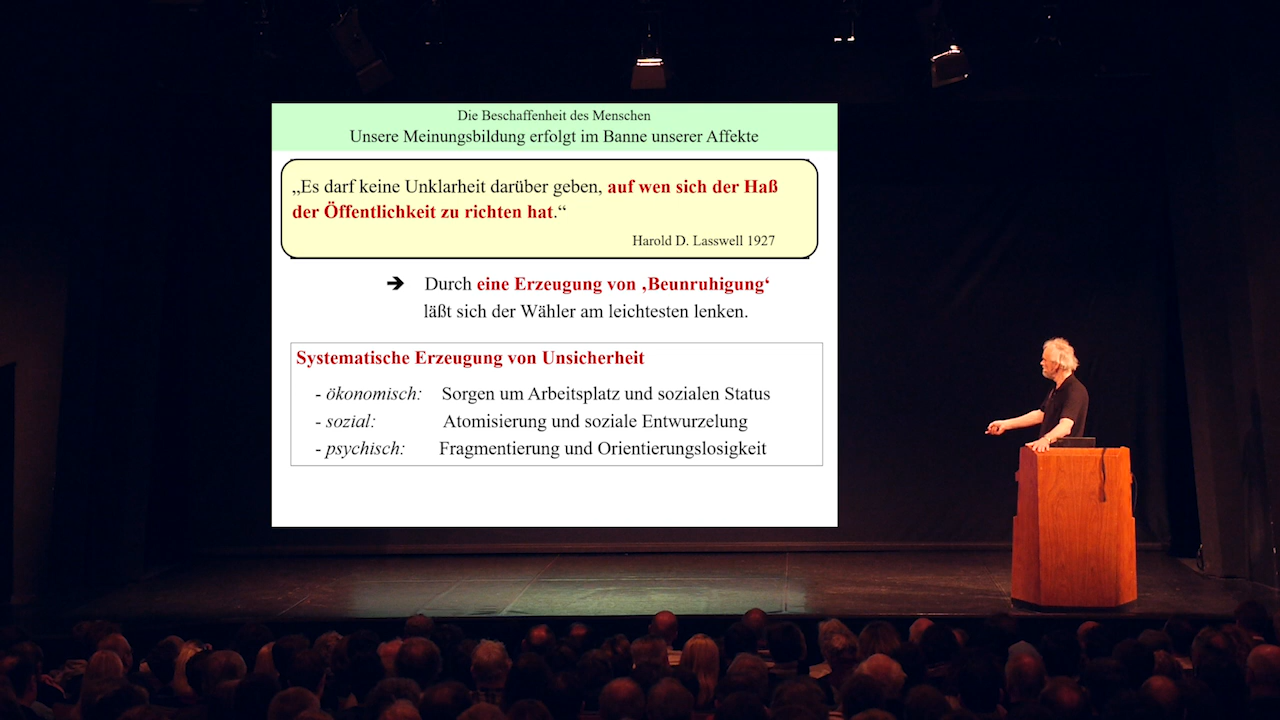 Die Beschaffenheit des Menschen
Unsere Meinungsbildung erfolgt im Banne unserer Affekte
„Es darf keine Unklarheit darüber geben, auf wen sich der Haß
der Öffentlichkeit zu richten hat.“
Harold D. Lasswell 1927
➔ Durch eine Erzeugung von ‚Beunruhigung‘
läßt sich der Wähler am leichtesten lenken.
Systematische Erzeugung von Unsicherheit
- ökonomisch: Sorgen um Arbeitsplatz und sozialen Status
- sozial: Atomisierung und soziale Entwurzelung
- psychisch: Fragmentierung und Orientierungslosigkeit